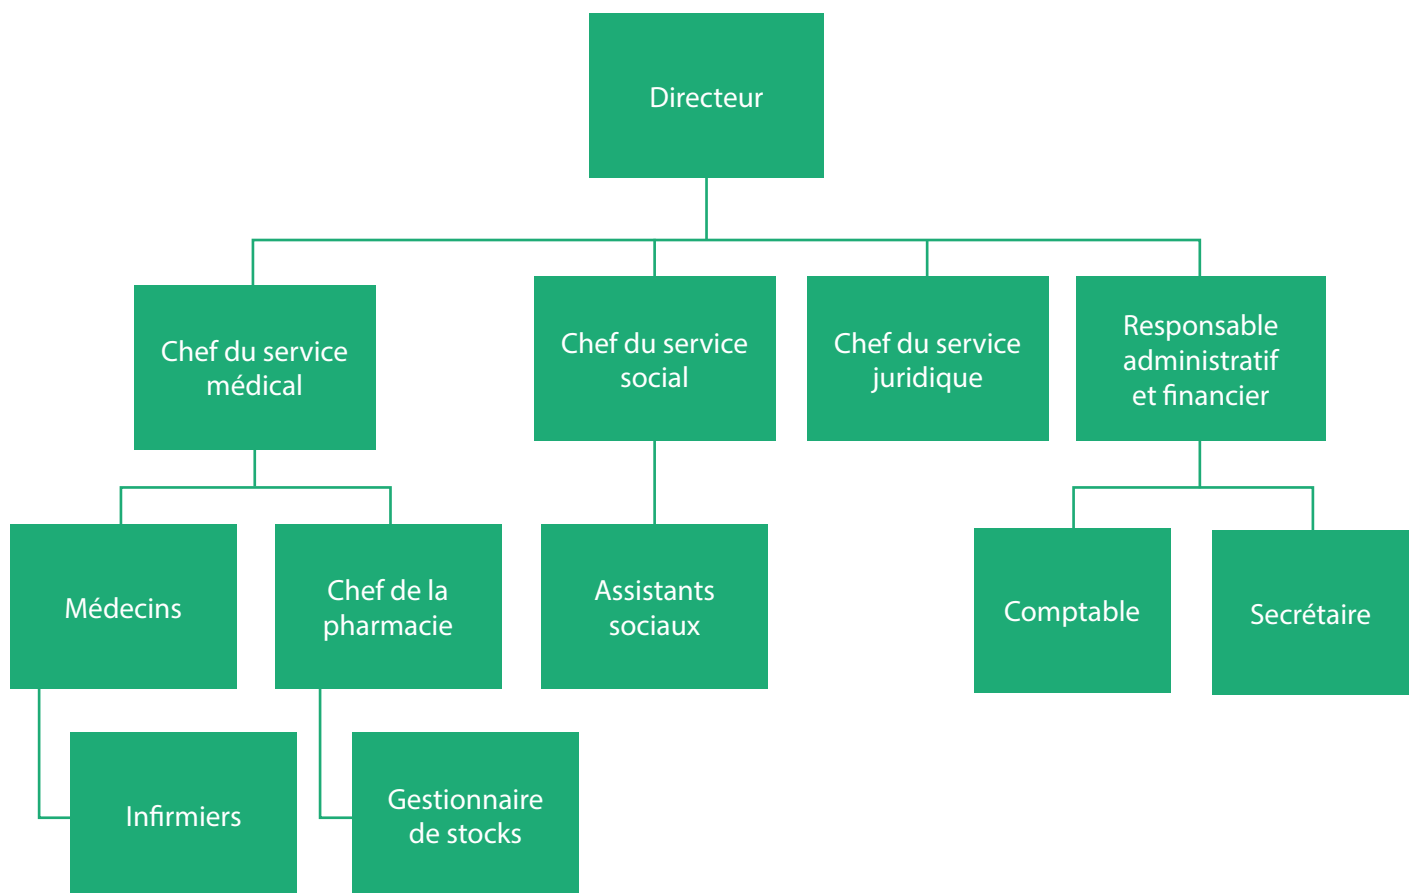 Directeur
Chef du service
médical
Chef du service
social
Chef du service
juridique
Responsable
administratif
et financier
Médecins
Chef de la
pharmacie
Assistants
sociaux
Comptable
Secrétaire
Infirmiers
Gestionnaire
de stocks